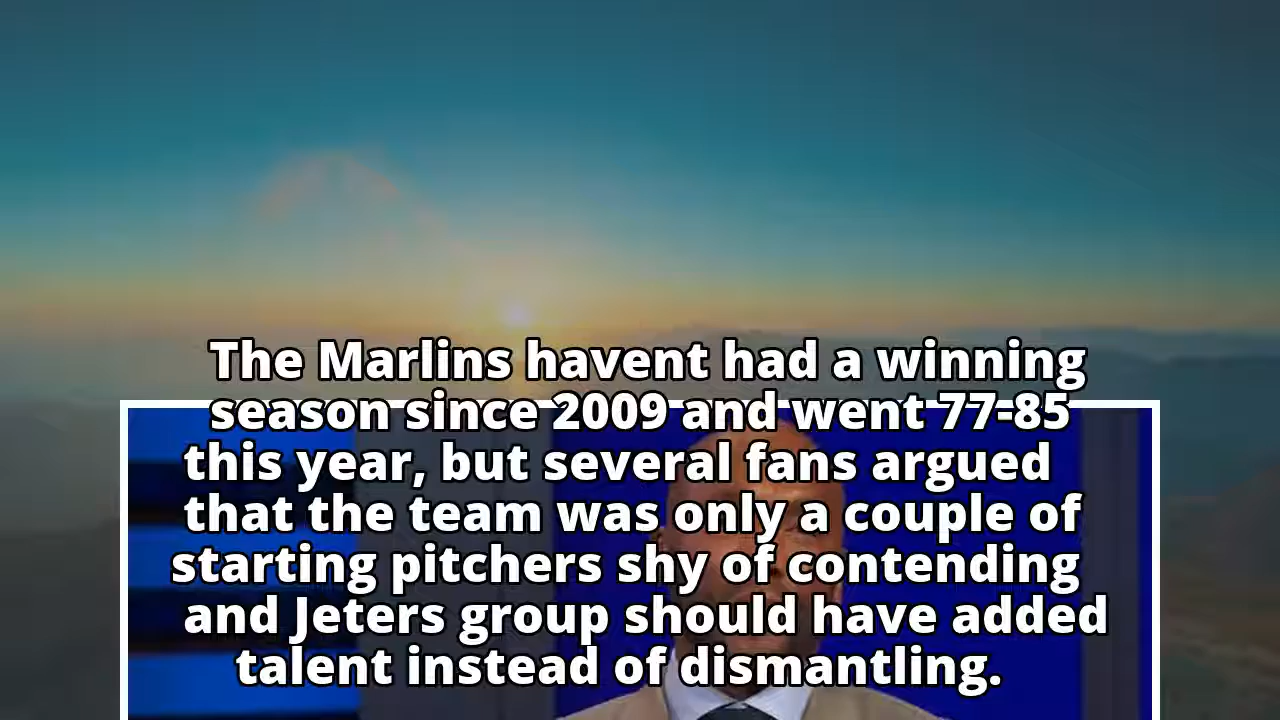 The Marlins havent had a winning
season since 2009 and went 77-85
this year, but several fans argued
that the team was only a couple of
starting pitchers shy of contending
and Jeters group should have added
talent instead of dismantling.